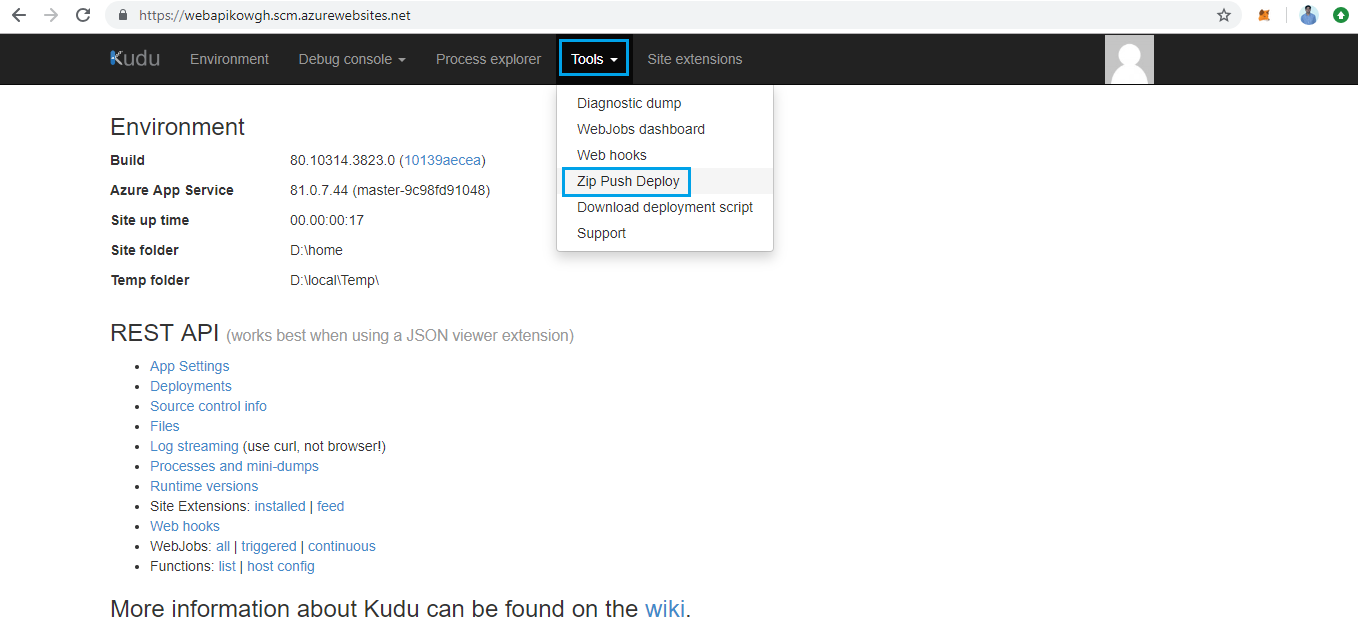 https://webapikowgh.scm.azurewebsites.net
Kudu Environment Debug console Process explorer Tools Site extensions
Diagnostic dump
WebJobs dashboard
Web hooks
Zip Push Deploy
Download deployment script
Support
Environment
Build 80.10314.3823.0 (10139aecea)
Azure App Service 81.0.7.44 (master-9c98fd91048)
Site up time 00.00:00:17
Site folder D:\home
Temp folder D:\local\Temp\
REST API (works best when using a JSON viewer extension)
• App Settings
• Deployments
• Source control info
• Files
• Log streaming (use curl, not browser!)
• Processes and mini-dumps
• Runtime versions
• Site Extensions: installed | feed
• Web hooks
• WebJobs: all | triggered | continuous
• Functions: list | host config
More information about Kudu can be found on the wiki.